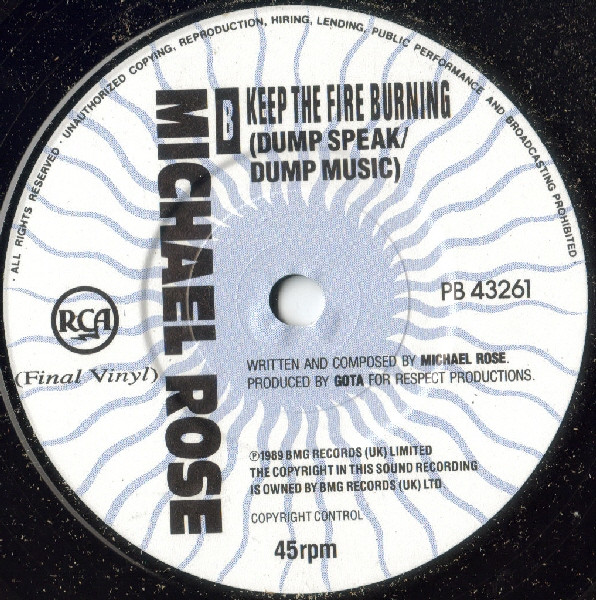 · ALL RIGHTS RESERVED · UNAUTHORIZED COPYING, REPRODUCTION, HIRING, LENDING, PUBLIC PERFORMANCE AND BROADCASTING PROHIBITED ·
MICHAEL ROSE
B
KEEP THE FIRE BURNING
(DUMP SPEAK/
DUMP MUSIC)
PB 43261
RCA
(Final Vinyl)
WRITTEN AND COMPOSED BY MICHAEL ROSE.
PRODUCED BY GOTA FOR RESPECT PRODUCTIONS.
℗1989 BMG RECORDS (UK) LIMITED
THE COPYRIGHT IN THIS SOUND RECORDING
IS OWNED BY BMG RECORDS (UK) LTD
COPYRIGHT CONTROL
45rpm